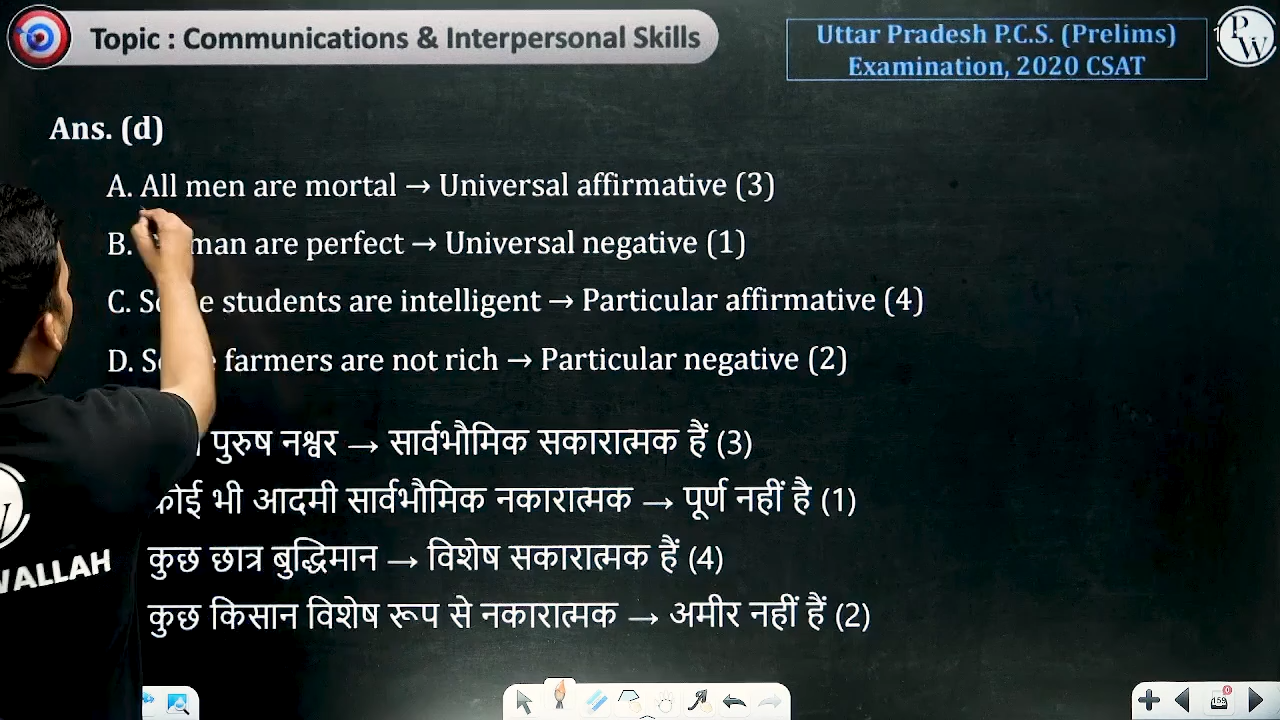 Topic : Communications & Interpersonal Skills
Uttar Pradesh P.C.S. (Prelims)
Examination, 2020 CSAT
PW
Ans. (d)
A. All men are mortal → Universal affirmative (3)
B. man are perfect → Universal negative (1)
C. students are intelligent → Particular affirmative (4)
D. farmers are not rich → Particular negative (2)
पुरुष नश्वर → सार्वभौमिक सकारात्मक हैं (3)
कोई भी आदमी सार्वभौमिक नकारात्मक → पूर्ण नहीं है (1)
कुछ छात्र बुद्धिमान → विशेष सकारात्मक हैं (4)
कुछ किसान विशेष रूप से नकारात्मक → अमीर नहीं हैं (2)
WALLAH
159